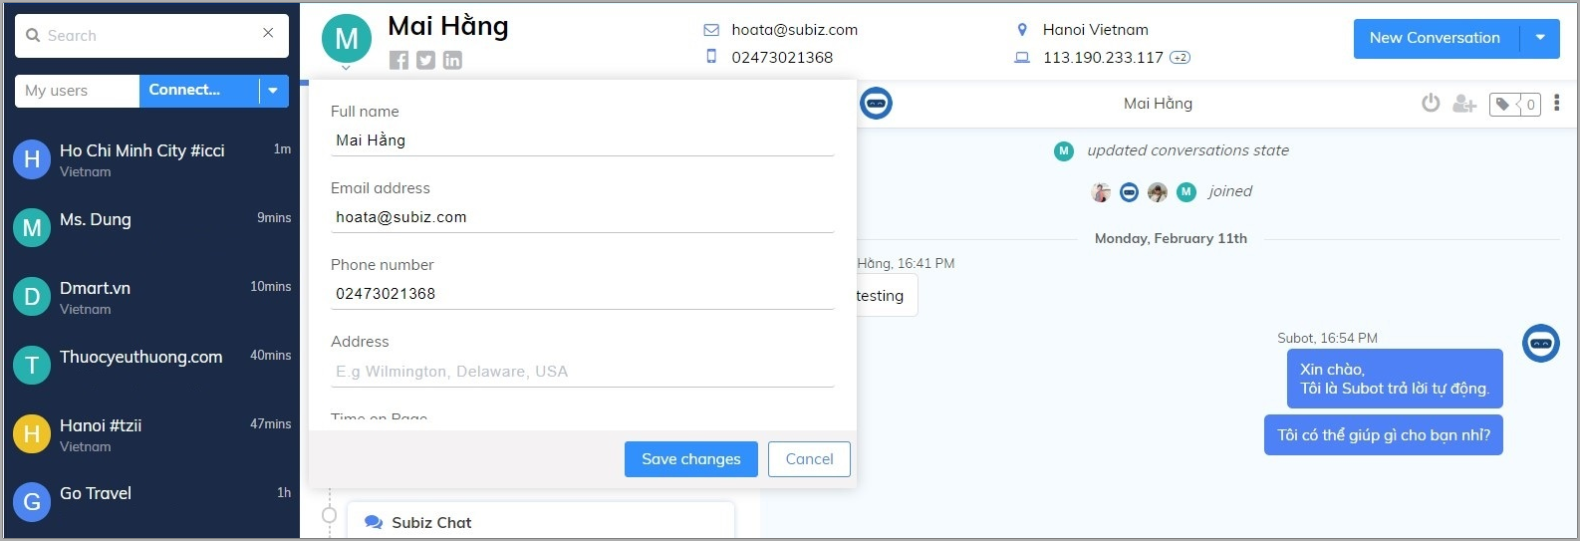 Search
My users
Connect...
Ho Chi Minh City #icci
1m
Vietnam
Ms. Dung
9mins
Dmart.vn
10mins
Vietnam
Thuocyeuthuong.com
40mins
Hanoi #tzii
47mins
Vietnam
Go Travel
1h
Mai Hằng
hoata@subiz.com
02473021368
Hanoi Vietnam
113.190.233.117
+2
New Conversation
Full name
Mai Hằng
Email address
hoata@subiz.com
Phone number
02473021368
Address
E.g Wilmington, Delaware, USA
Time on Page
Save changes
Cancel
Subiz Chat
Mai Hằng
0
updated conversations state
joined
Monday, February 11th
Hằng, 16:41 PM
testing
Subot, 16:54 PM
Xin chào,
Tôi là Subot trả lời tự động.
Tôi có thể giúp gì cho bạn nhỉ?